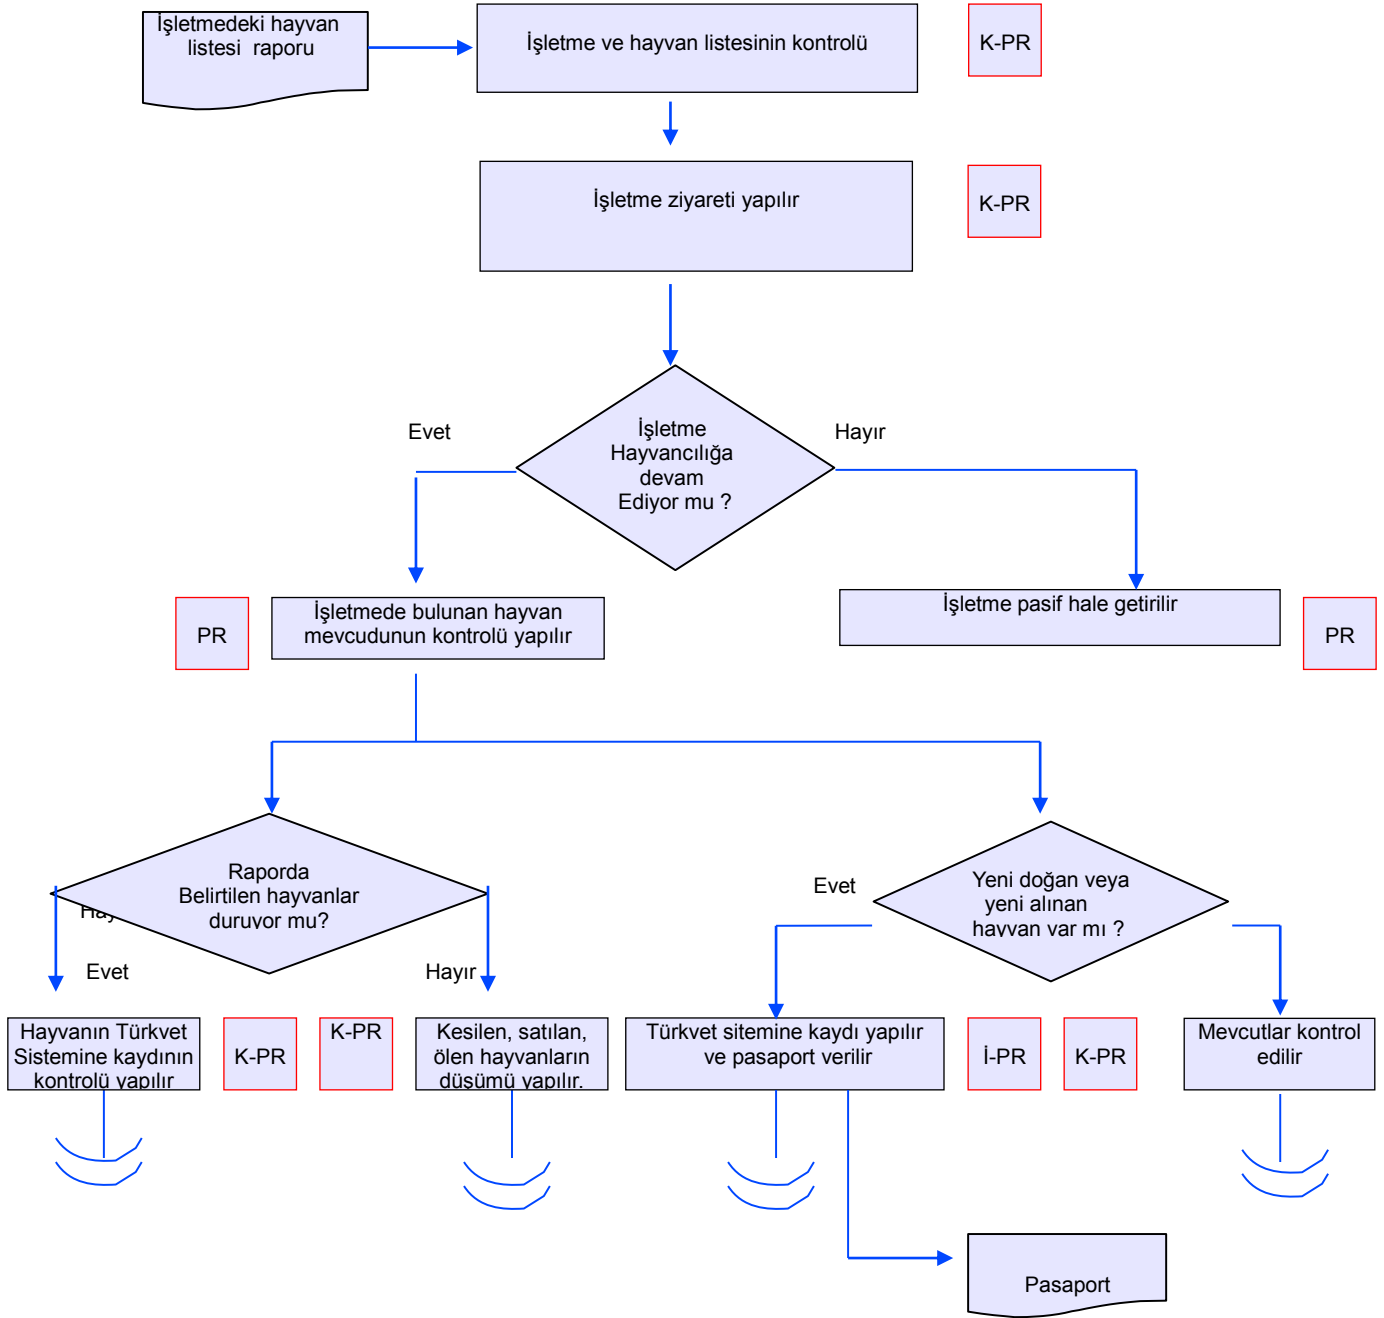 İşletmedeki hayvan
listesi raporu
İşletme ve hayvan listesinin kontrolü
K-PR
İşletme ziyareti yapılır
K-PR
Evet
İşletme
Hayvancılığa
devam
Ediyor mu ?
Hayır
PR
İşletmede bulunan hayvan
mevcudunun kontrolü yapılır
İşletme pasif hale getirilir
PR
Raporda
Belirtilen hayvanlar
duruyor mu?
Evet
Hayır
Evet
Yeni doğan veya
yeni alınan
hayvan var mı ?
Hayvanın Türkvet
Sistemine kaydının
kontrolü yapılır
K-PR
K-PR
Kesilen, satılan,
ölen hayvanların
düşümü yapılır.
Türkvet sitemine kaydı yapılır
ve pasaport verilir
İ-PR
K-PR
Mevcutlar kontrol
edilir
Pasaport